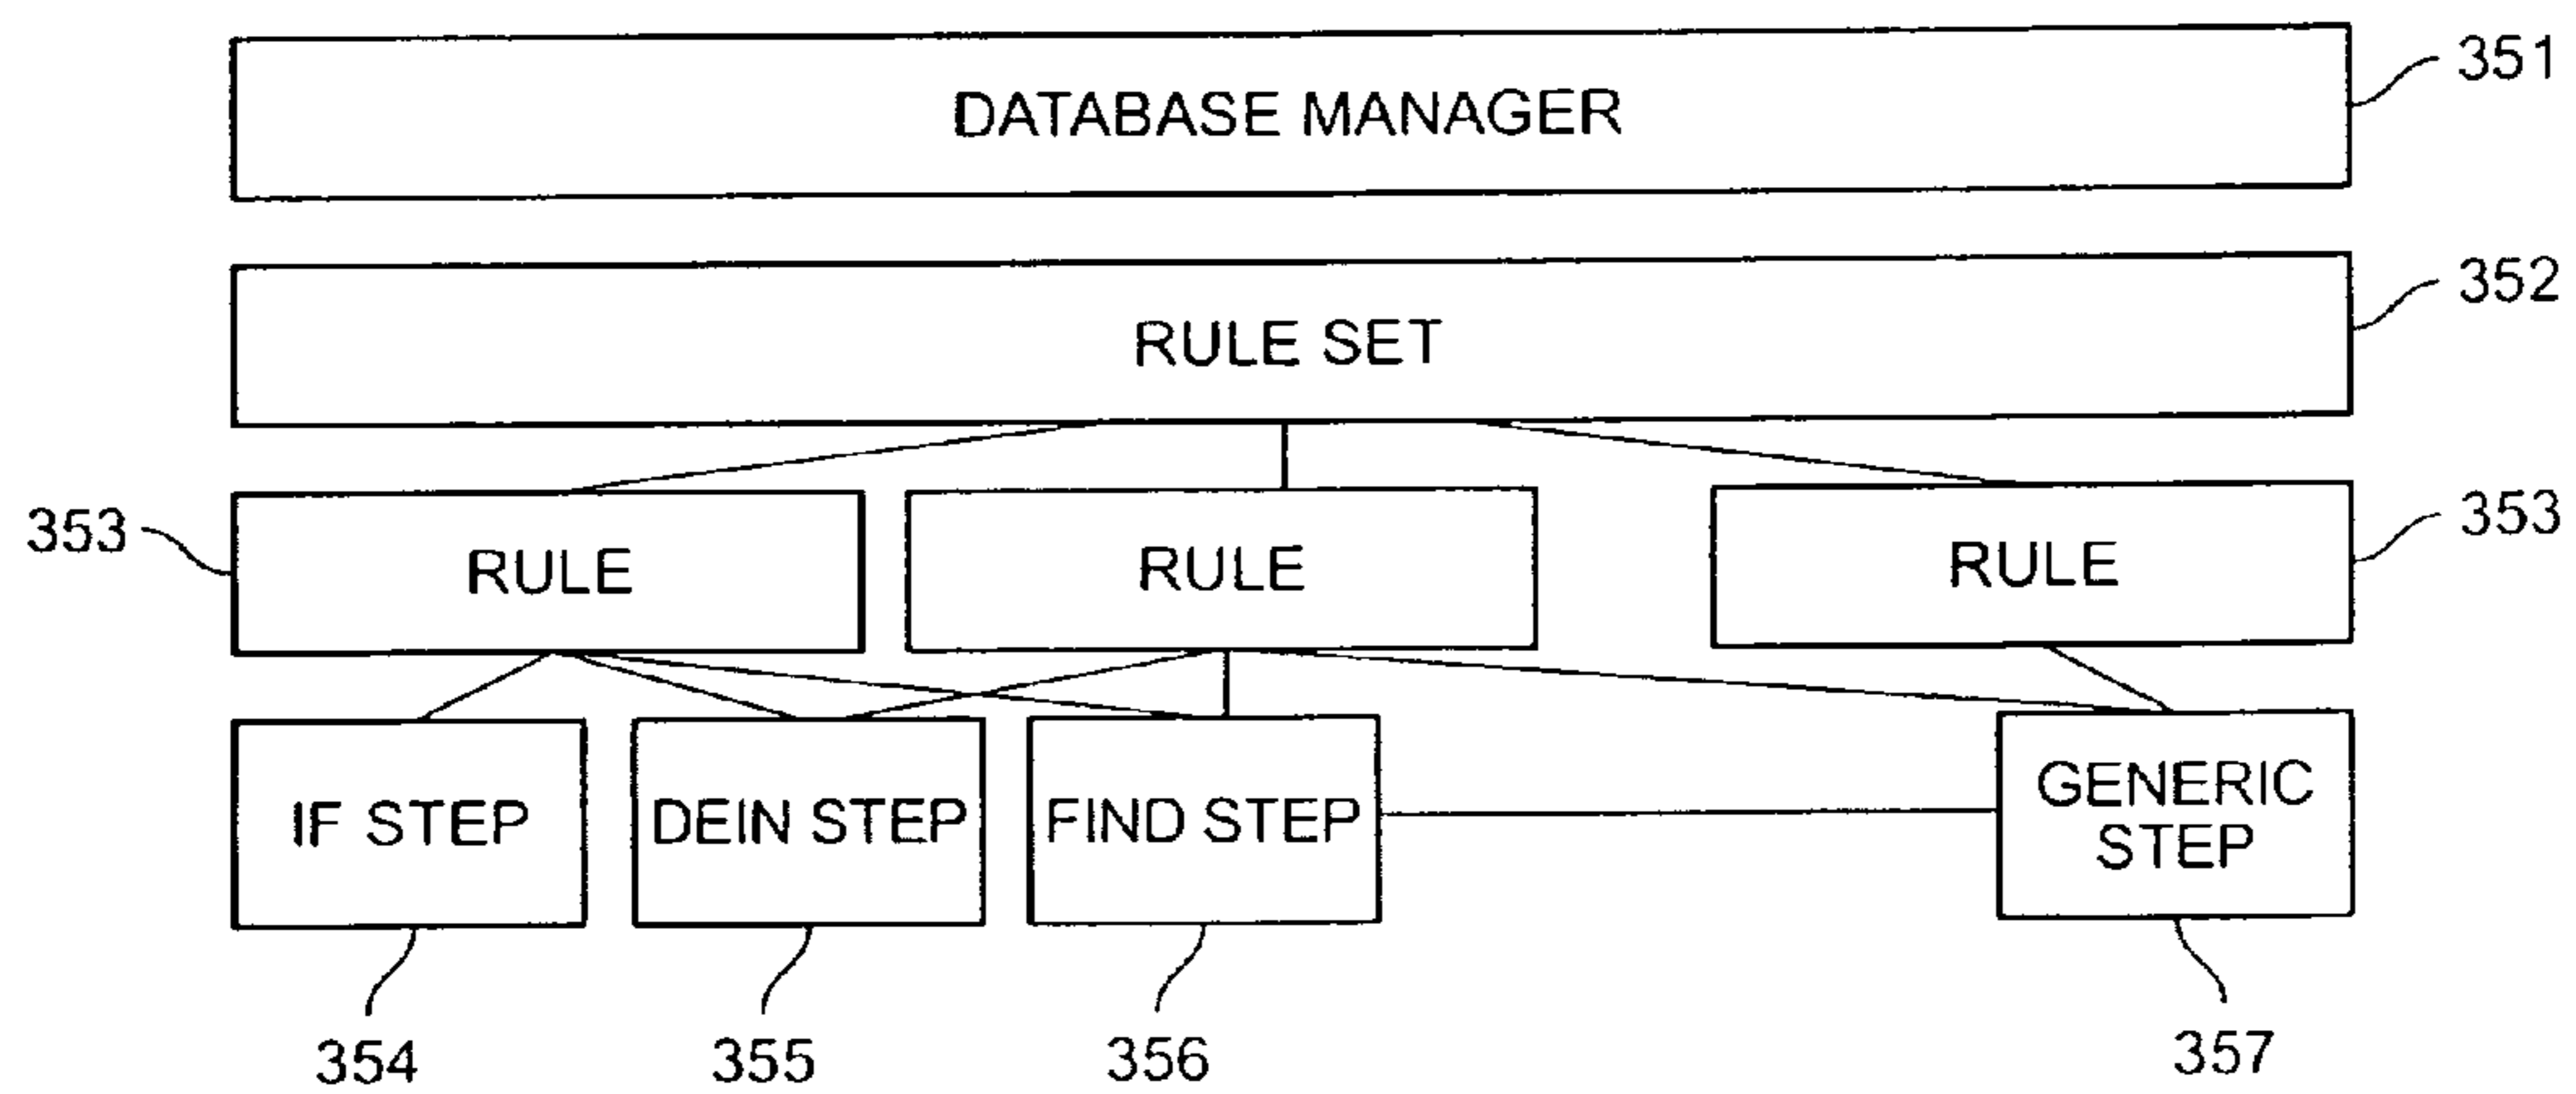 DATABASE MANAGER
351
RULE SET
352
353
RULE
RULE
RULE
353
IF STEP
DEIN STEP
FIND STEP
GENERIC
STEP
354
355
356
357